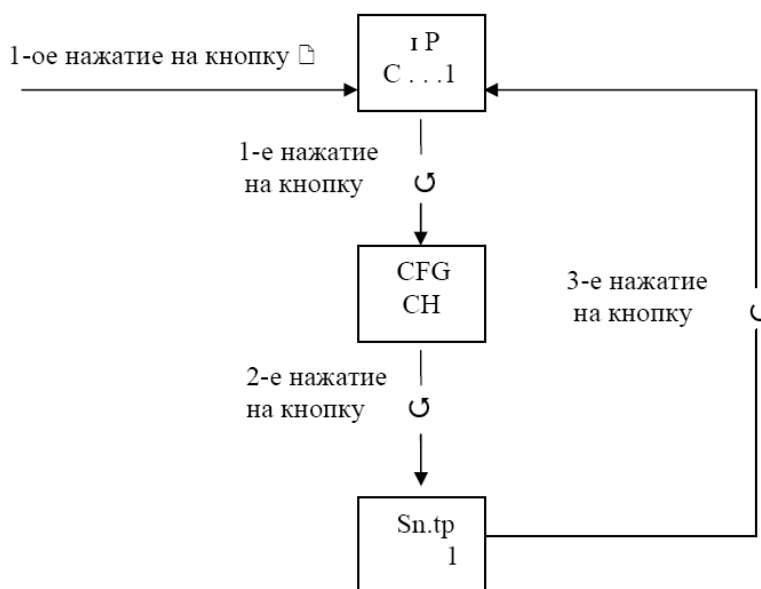 1-ое нажатие на кнопку 🗋
ɪ P
C . . .1
1-е нажатие
на кнопку
CFG
CH
3-е нажатие
на кнопку
2-е нажатие
на кнопку
Sn.tp
1